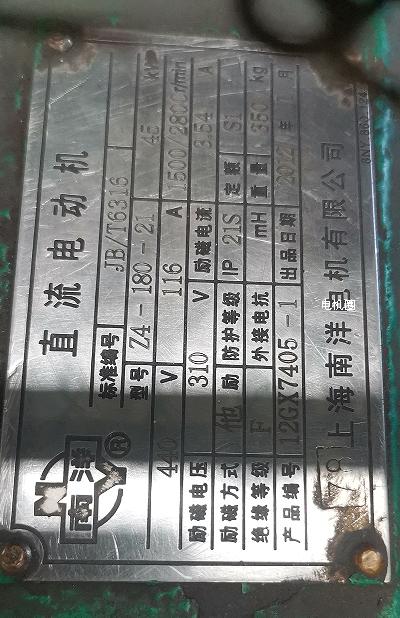 南洋®
直流电动机
标准编号 JB/T6316
型号 Z4-180-21 45 kW
440 V 116 A 1500/2800 r/min
励磁电压 310 V 励磁电流 3.54 A
励磁方式 他励 防护等级 IP 21S 定额 S1
绝缘等级 F 外接电抗 mH 重量 350 kg
产品编号 12GX7405-1 出品日期 2012 年 月
上海南洋电机有限公司
电机圈